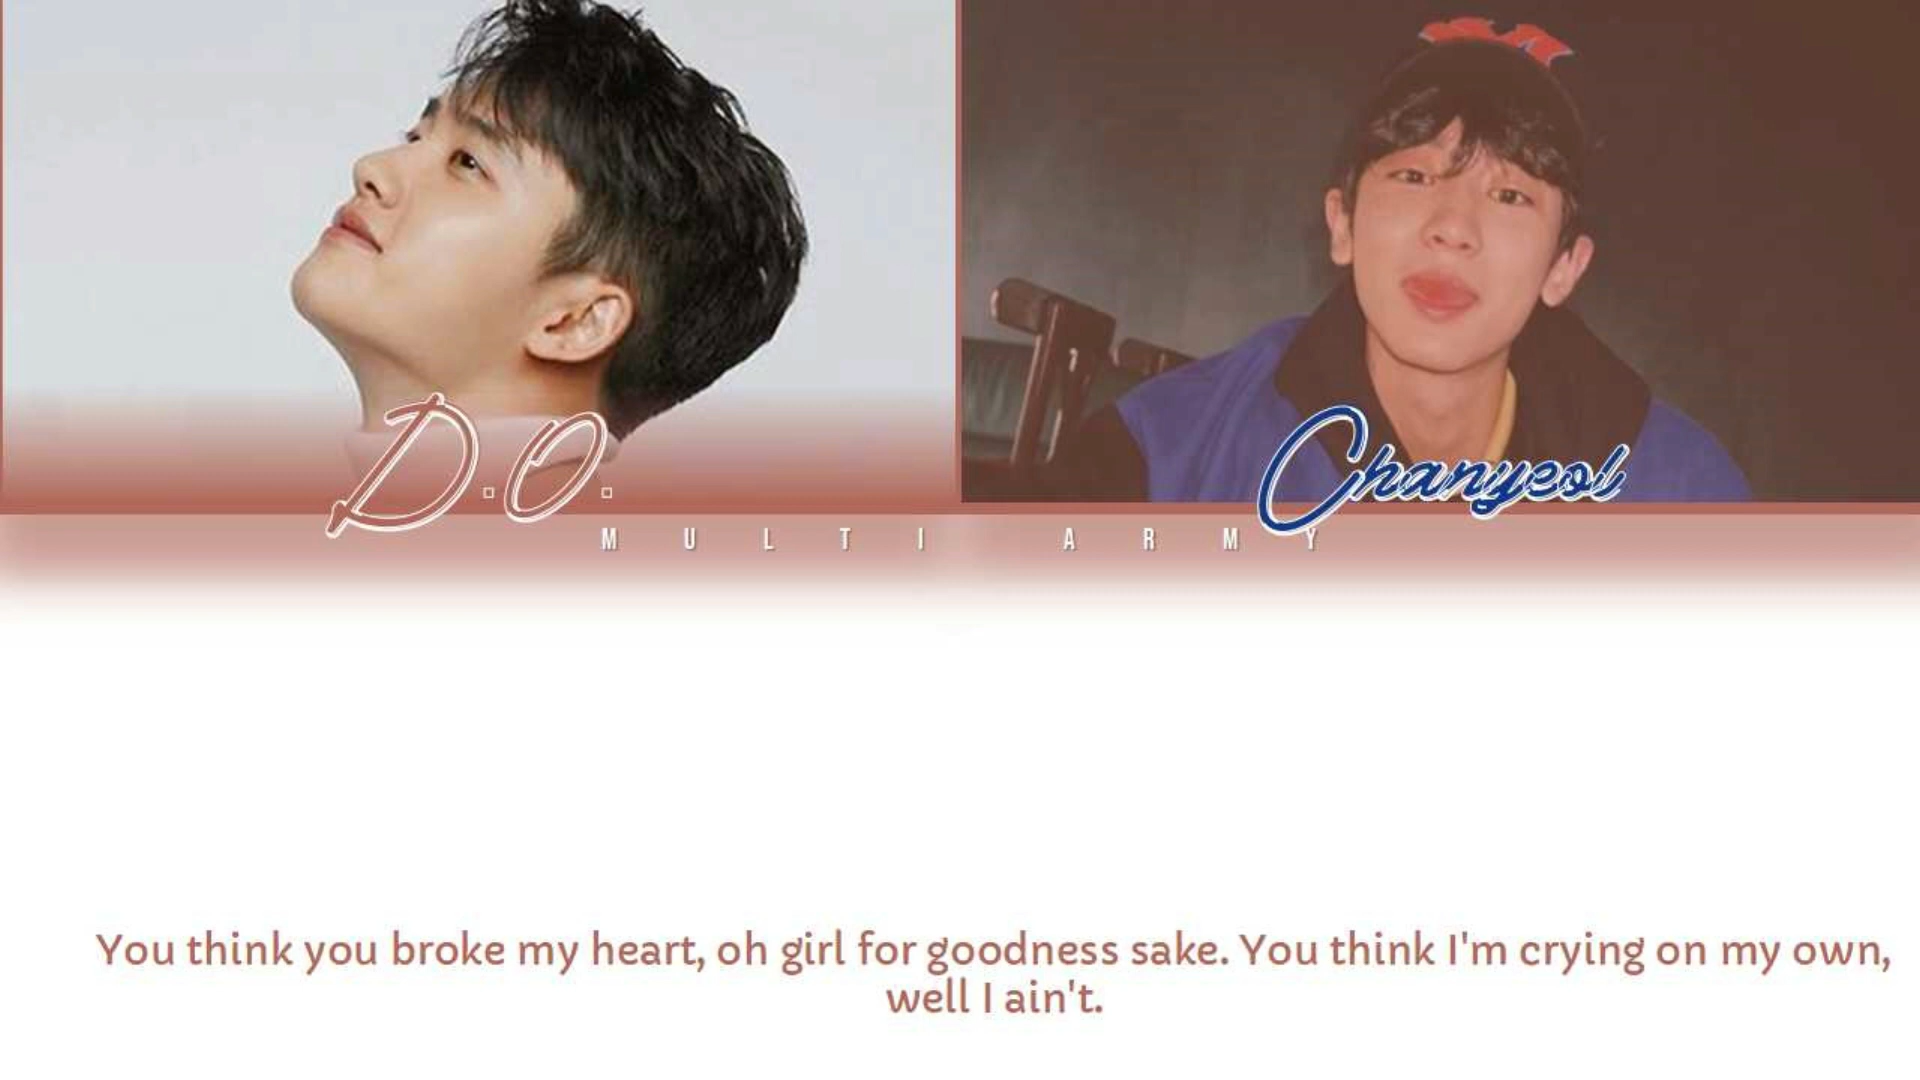 D.O.
Chanyeol
MULTI ARMY
You think you broke my heart, oh girl for goodness sake. You think I'm crying on my own,
well I ain't.